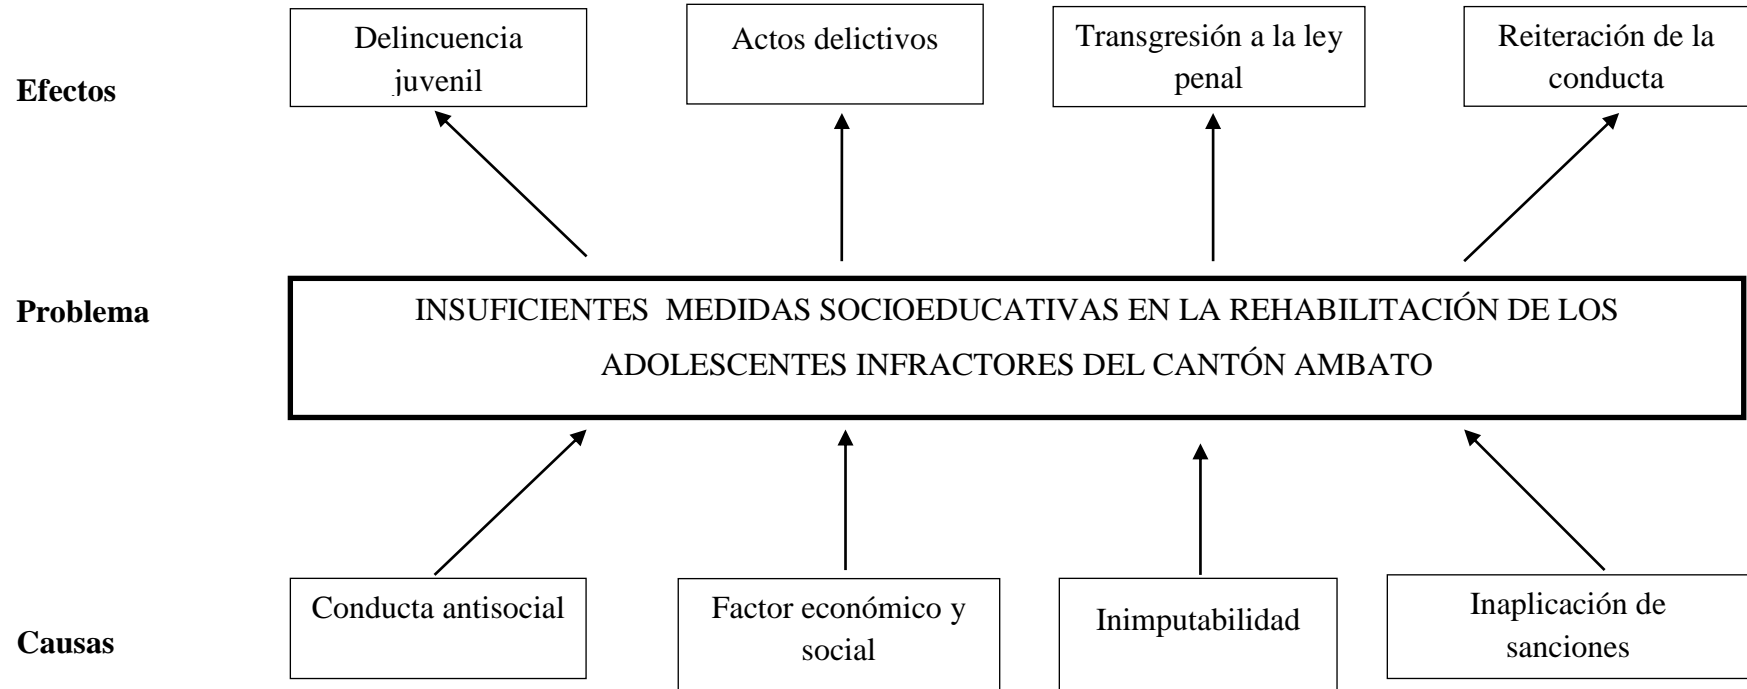 Efectos
Delincuencia
juvenil
Actos delictivos
Transgresión a la ley
penal
Reiteración de la
conducta
Problema
INSUFICIENTES MEDIDAS SOCIOEDUCATIVAS EN LA REHABILITACIÓN DE LOS
ADOLESCENTES INFRACTORES DEL CANTÓN AMBATO
Causas
Conducta antisocial
Factor económico y
social
Inimputabilidad
Inaplicación de
sanciones